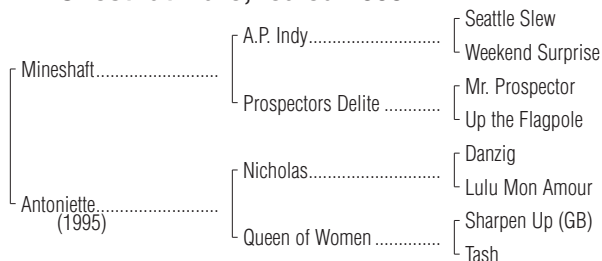 Seattle Slew
A.P. Indy
Weekend Surprise
Mineshaft
Mr. Prospector
Prospectors Delite
Up the Flagpole
Danzig
Nicholas
Lulu Mon Amour
Antoniette
(1995)
Sharpen Up (GB)
Queen of Women
Tash